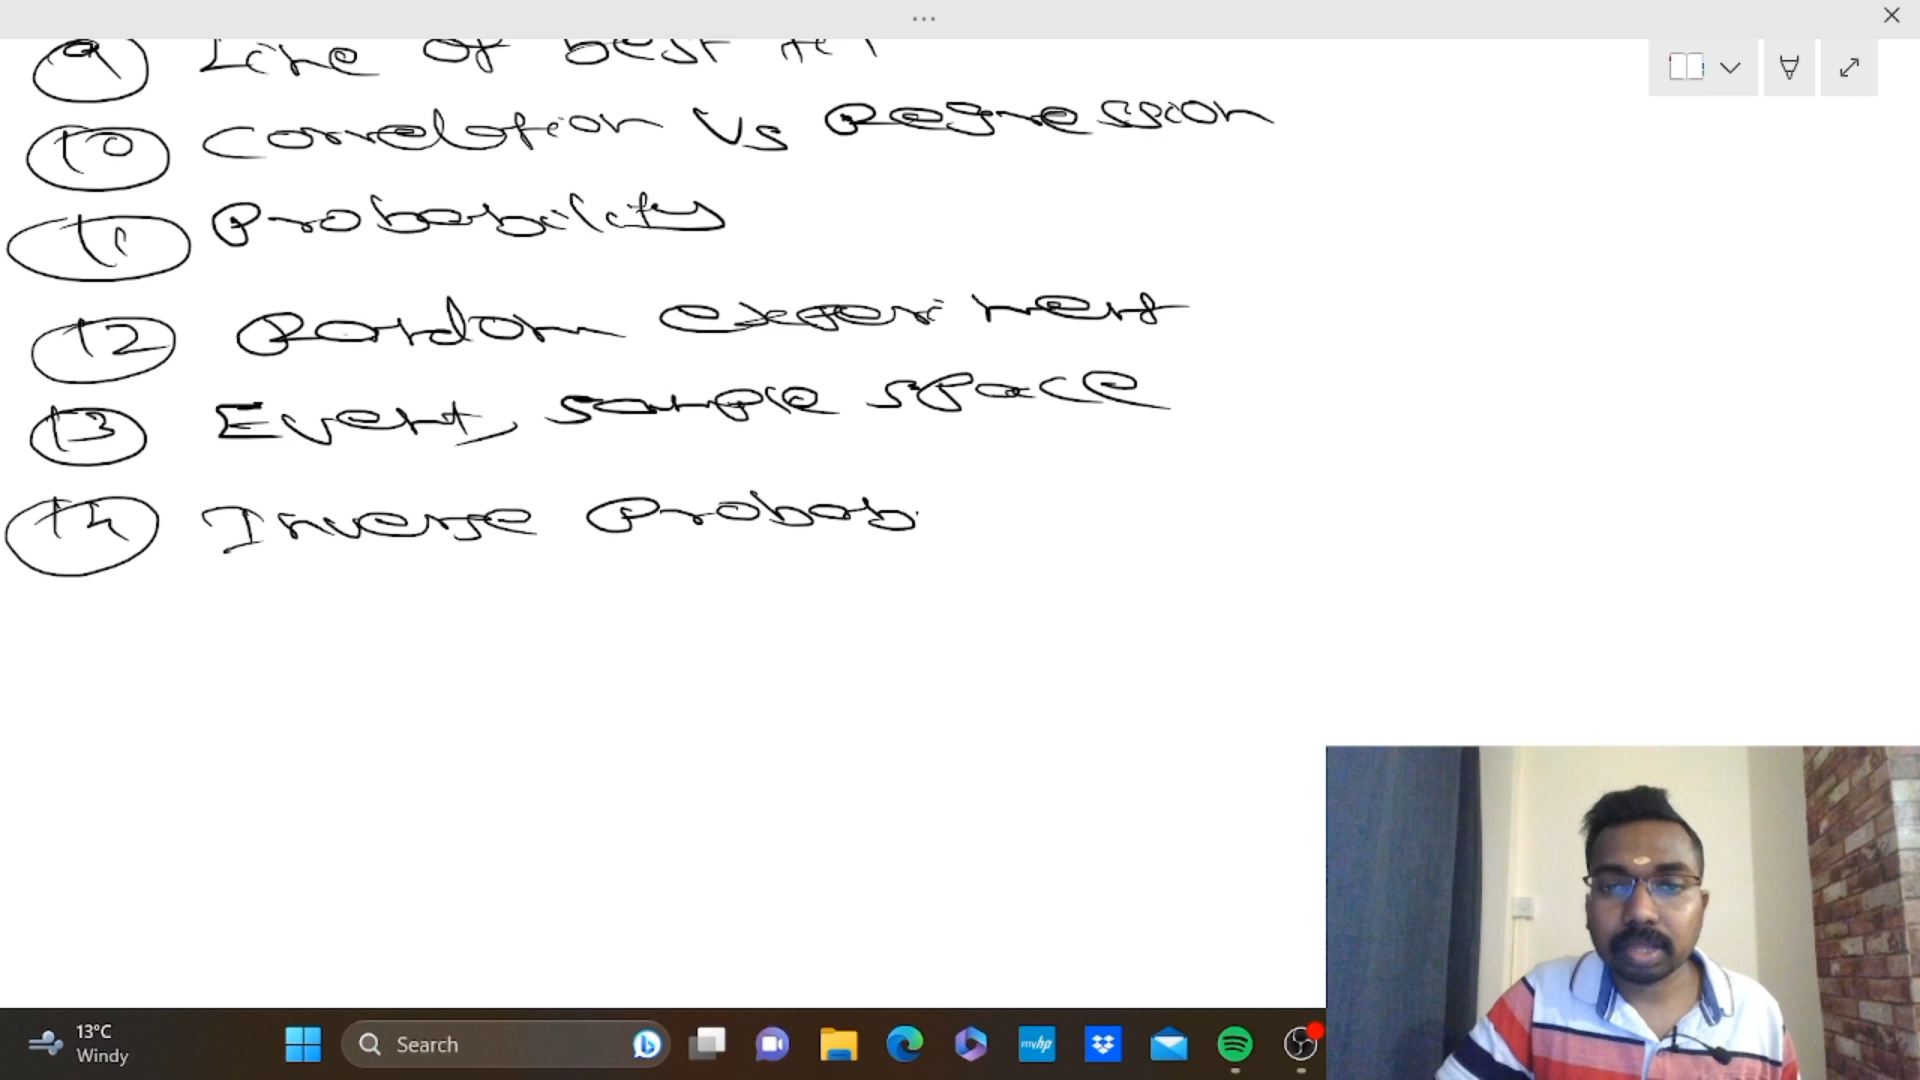 9 Line of best fit
10 Correlation Vs Regression
11 Probability
12 Random experiment
13 Event, sample space
14 Inverse Probab
13°C
Windy
Search
myhp